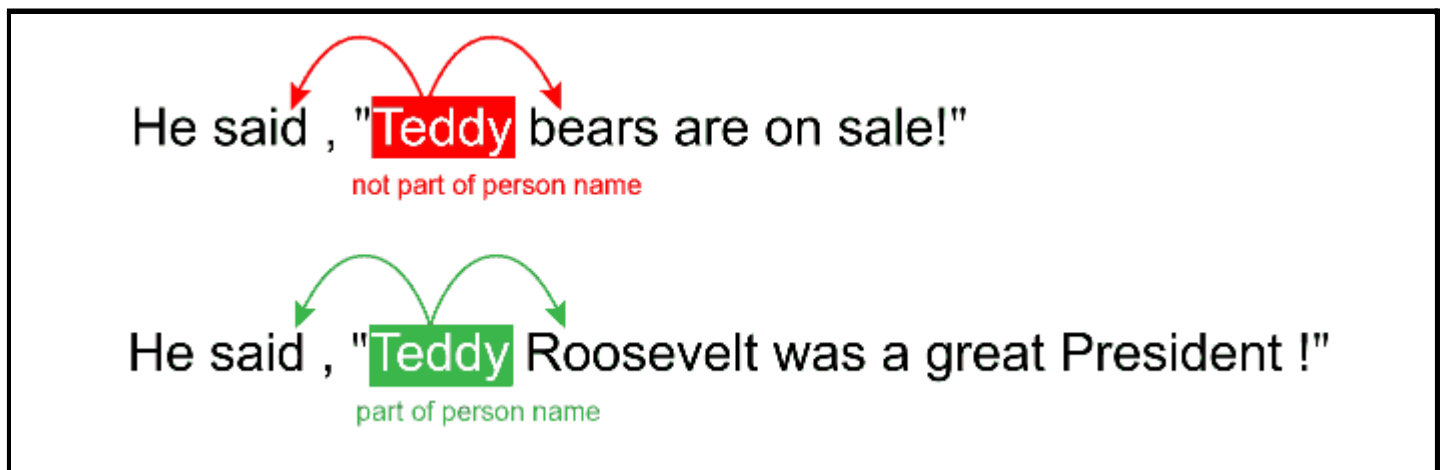 He said , "Teddy bears are on sale!"
not part of person name
He said , "Teddy Roosevelt was a great President !"
part of person name